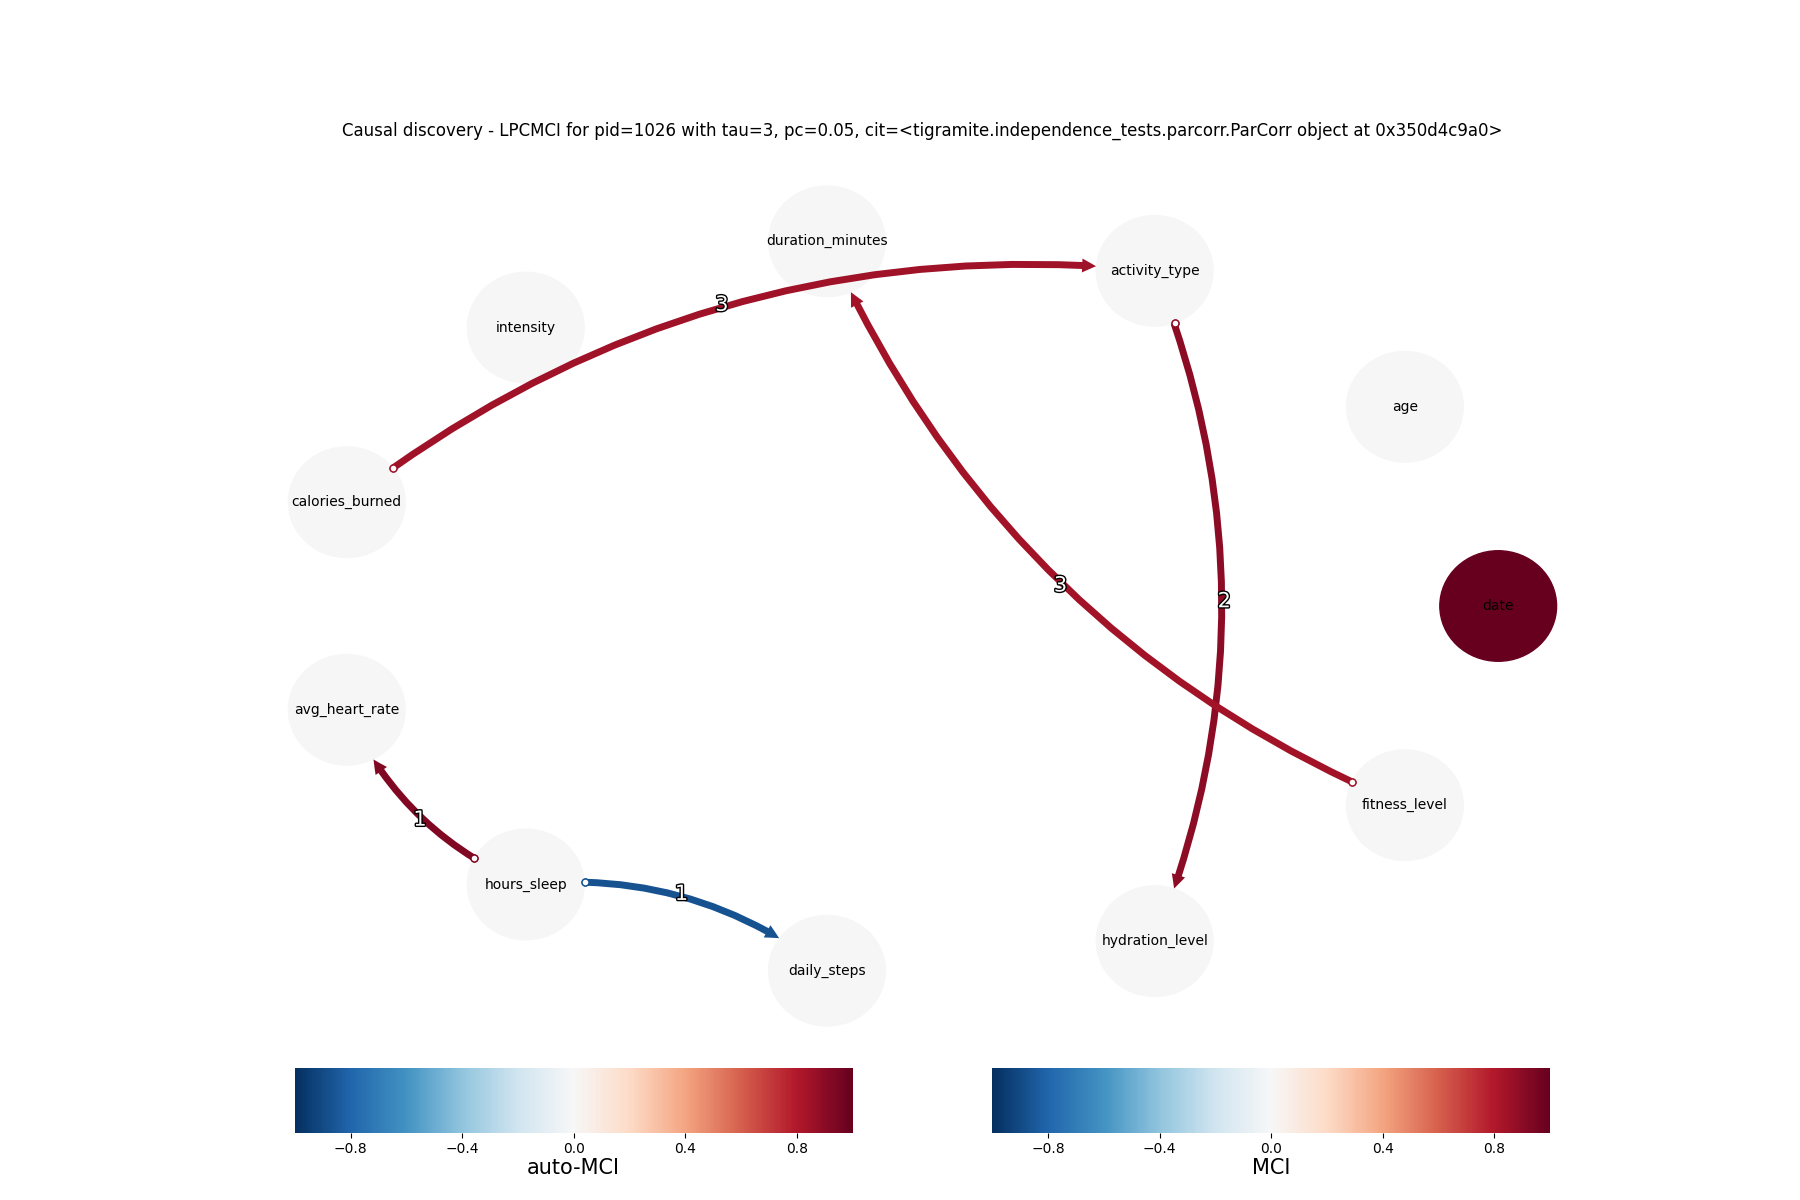 Causal discovery - LPCMCI for pid=1026 with tau=3, pc=0.05, cit=<tigramite.independence_tests.parcorr.ParCorr object at 0x350d4c9a0>
duration_minutes
activity_type
3
intensity
age
calories_burned
3
2
date
avg_heart_rate
fitness_level
1
hours_sleep
1
hydration_level
daily_steps
−0.8 −0.4 0.0 0.4 0.8
auto-MCI
−0.8 −0.4 0.0 0.4 0.8
MCI